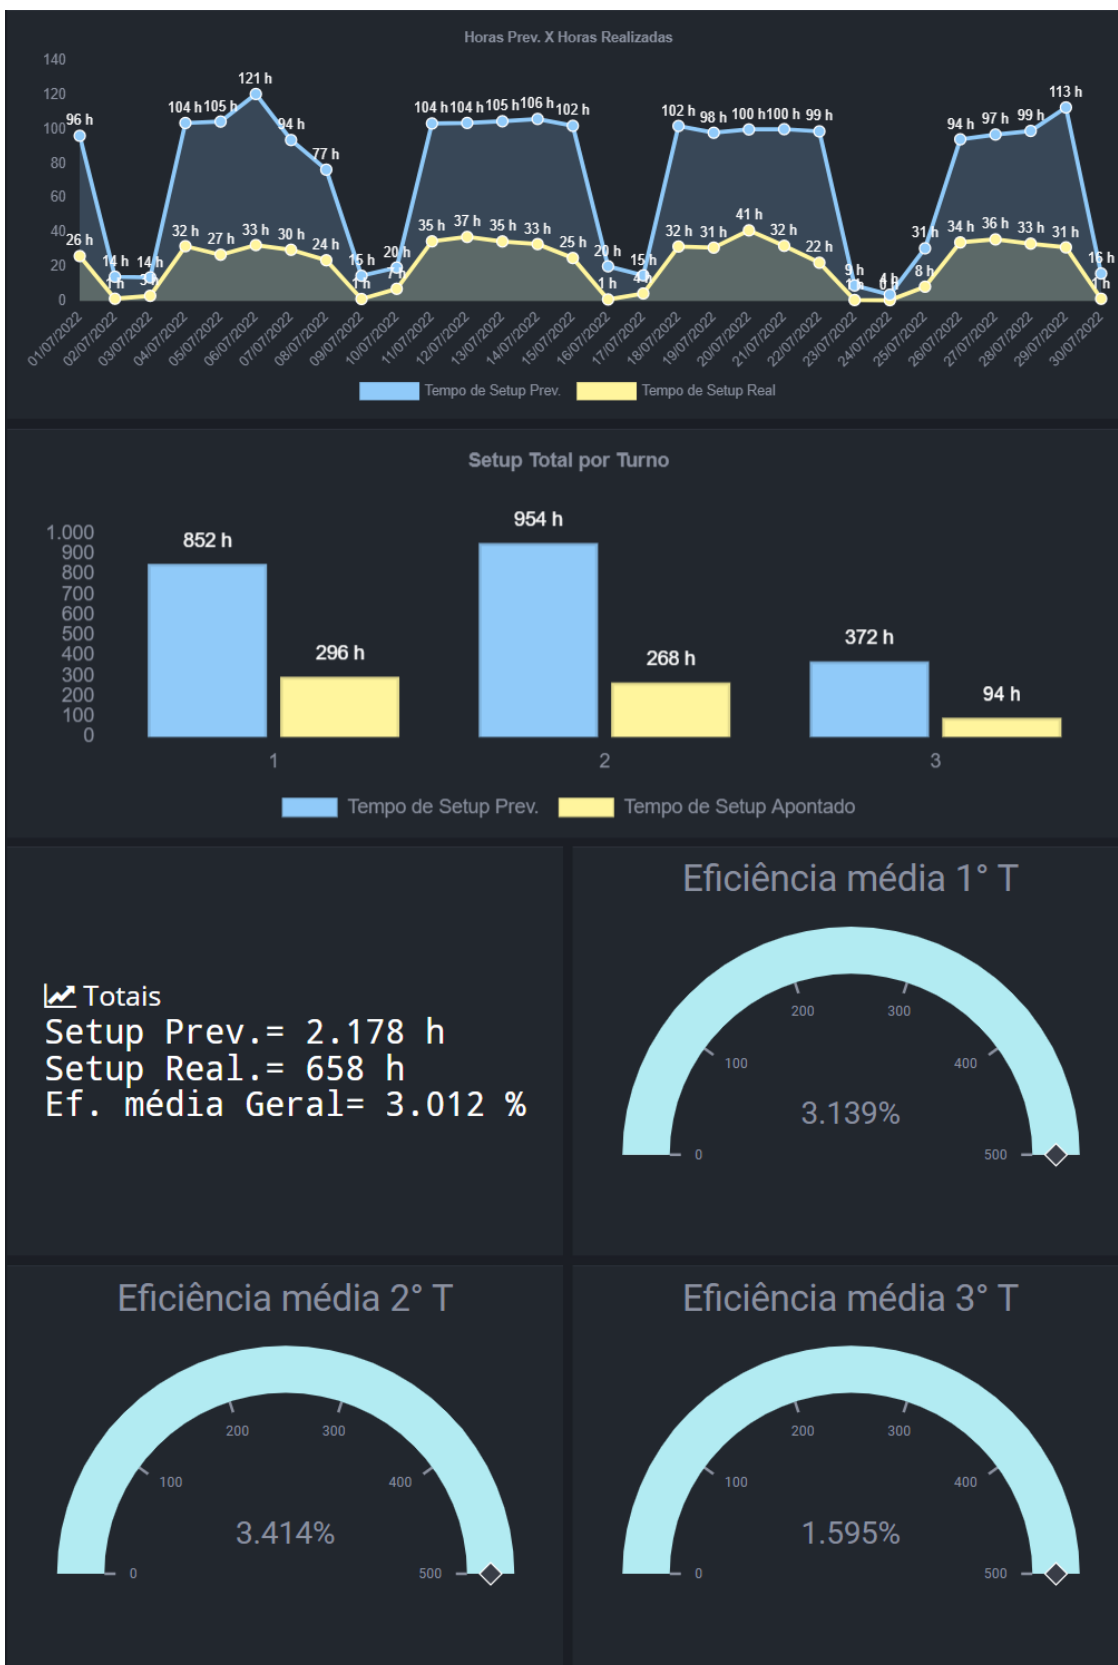 Horas Prev. X Horas Realizadas
140
120
100
80
60
40
20
0
96 h 14 h 14 h 104 h 105 h 121 h 94 h 77 h 15 h 20 h 104 h 104 h 105 h 106 h 102 h 20 h 15 h 102 h 98 h 100 h 100 h 99 h 9 h 4 h 31 h 94 h 97 h 99 h 113 h 16 h
26 h 1 h 3 h 32 h 27 h 33 h 30 h 24 h 1 h 7 h 35 h 37 h 35 h 33 h 25 h 1 h 4 h 32 h 31 h 41 h 32 h 22 h 1 h 0 h 8 h 34 h 36 h 33 h 31 h 1 h
01/07/2022 02/07/2022 03/07/2022 04/07/2022 05/07/2022 06/07/2022 07/07/2022 08/07/2022 09/07/2022 10/07/2022 11/07/2022 12/07/2022 13/07/2022 14/07/2022 15/07/2022 16/07/2022 17/07/2022 18/07/2022 19/07/2022 20/07/2022 21/07/2022 22/07/2022 23/07/2022 24/07/2022 25/07/2022 26/07/2022 27/07/2022 28/07/2022 29/07/2022 30/07/2022
Tempo de Setup Prev. Tempo de Setup Real
Setup Total por Turno
1.000
900
800
700
600
500
400
300
200
100
0
852 h 296 h 954 h 268 h 372 h 94 h
1 2 3
Tempo de Setup Prev. Tempo de Setup Apontado
Totais
Setup Prev.= 2.178 h
Setup Real.= 658 h
Ef. média Geral= 3.012 %
Eficiência média 1° T
200 300
100 400
3.139%
0 500
Eficiência média 2° T
200 300
100 400
3.414%
0 500
Eficiência média 3° T
200 300
100 400
1.595%
0 500